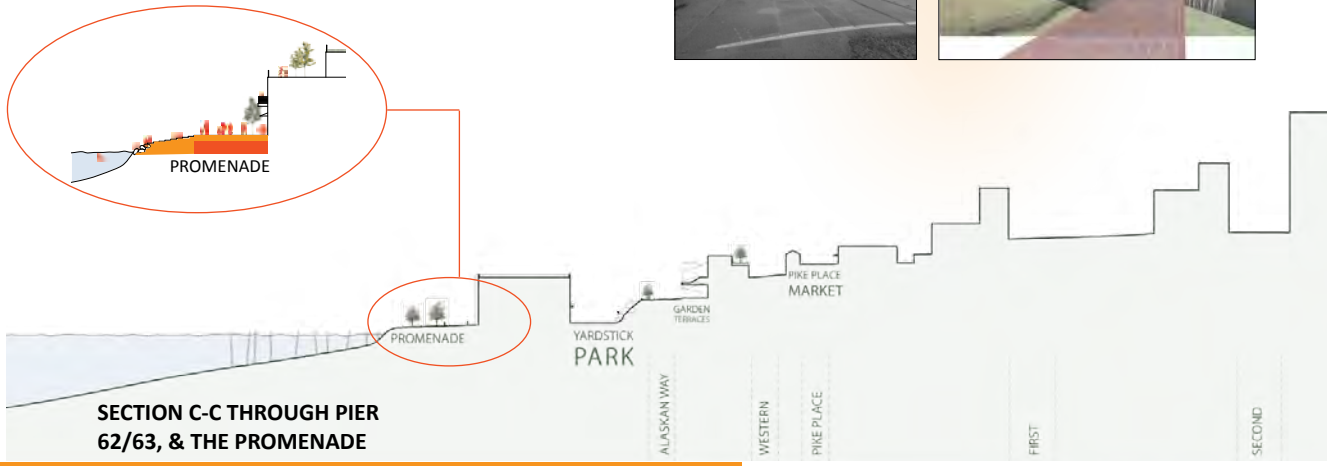 PROMENADE
PIKE PLACE
MARKET
GARDEN
TERRACES
PROMENADE
YARDSTICK
PARK
ALASKAN WAY
WESTERN
PIKE PLACE
FIRST
SECOND
SECTION C-C THROUGH PIER
62/63, & THE PROMENADE